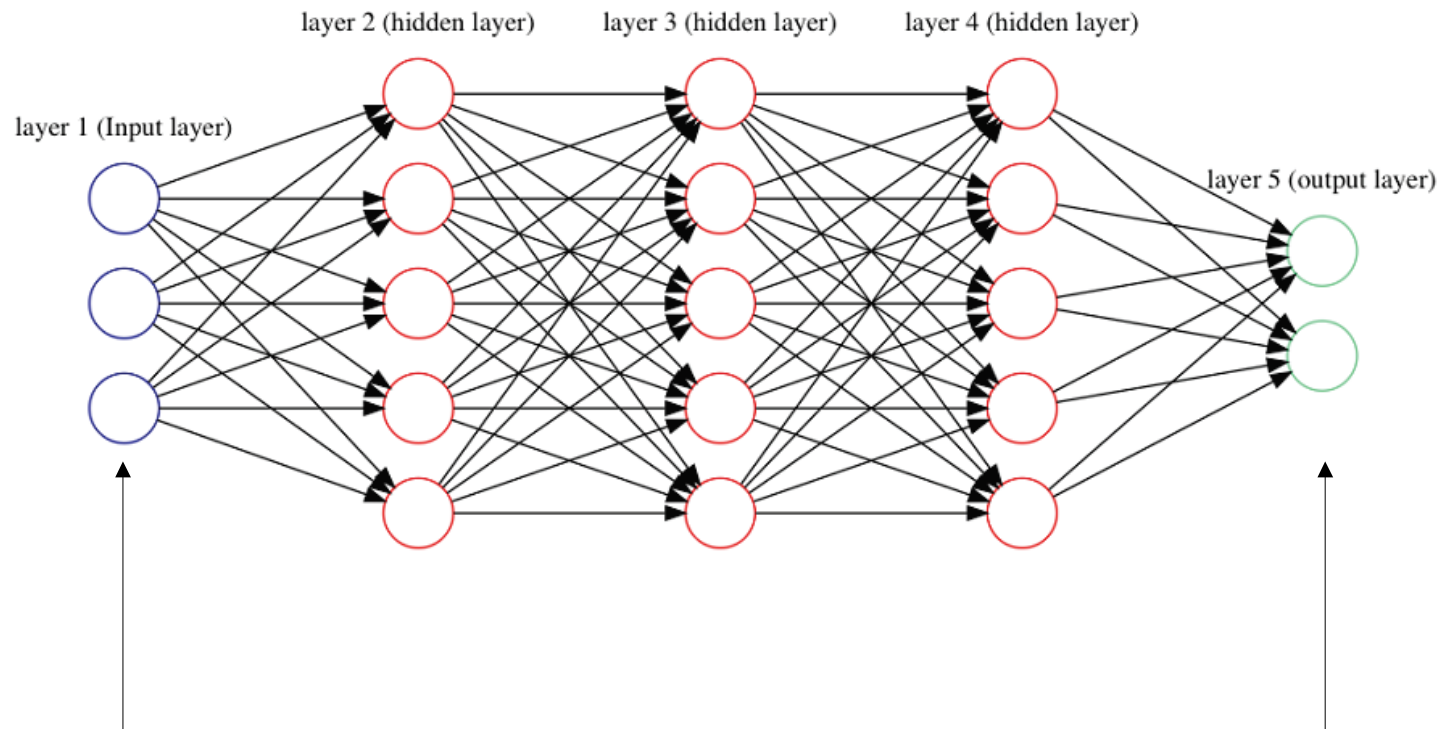 layer 2 (hidden layer)
layer 3 (hidden layer)
layer 4 (hidden layer)
layer 1 (Input layer)
layer 5 (output layer)